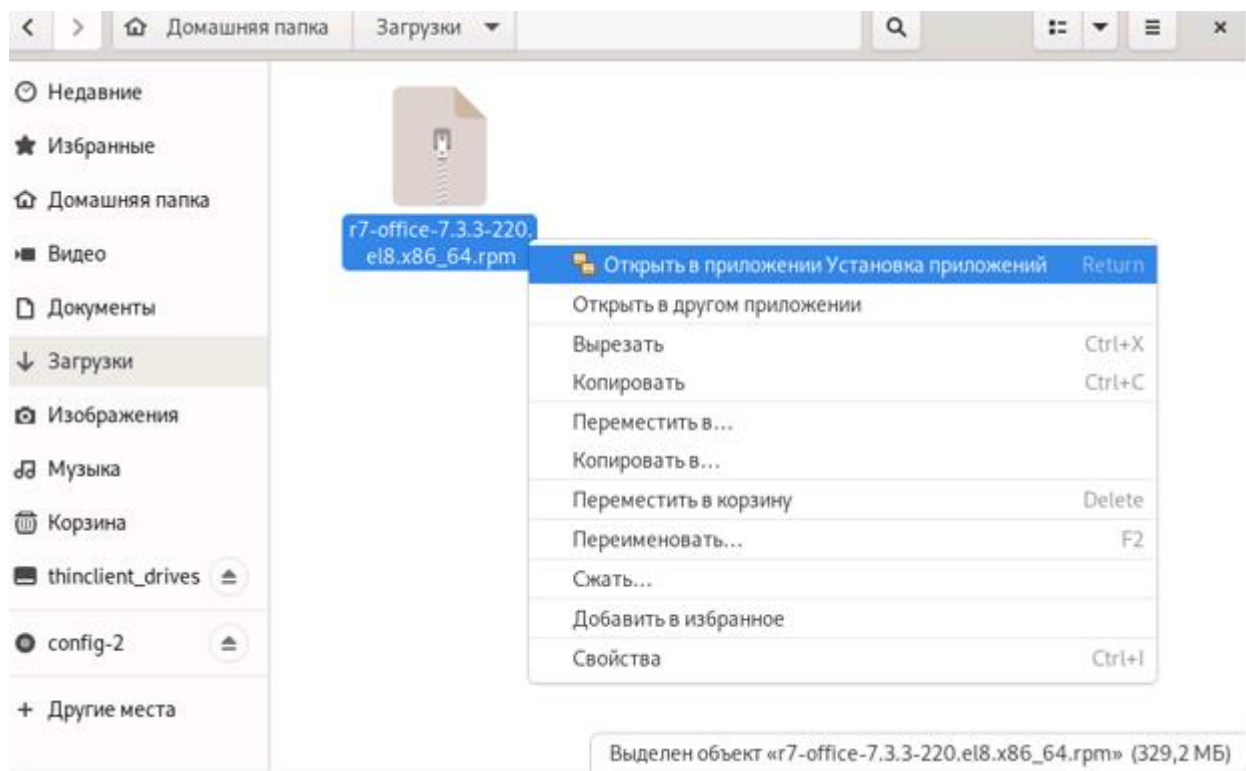 Домашняя папка Загрузки
Недавние
Избранные
Домашняя папка
Видео
Документы
Загрузки
Изображения
Музыка
Корзина
thinclient_drives
config-2
+ Другие места
r7-office-7.3.3-220.
el8.x86_64.rpm
Открыть в приложении Установка приложений Return
Открыть в другом приложении
Вырезать Ctrl+X
Копировать Ctrl+C
Переместить в...
Копировать в...
Переместить в корзину Delete
Переименовать... F2
Сжать...
Добавить в избранное
Свойства Ctrl+I
Выделен объект «r7-office-7.3.3-220.el8.x86_64.rpm» (329,2 МБ)